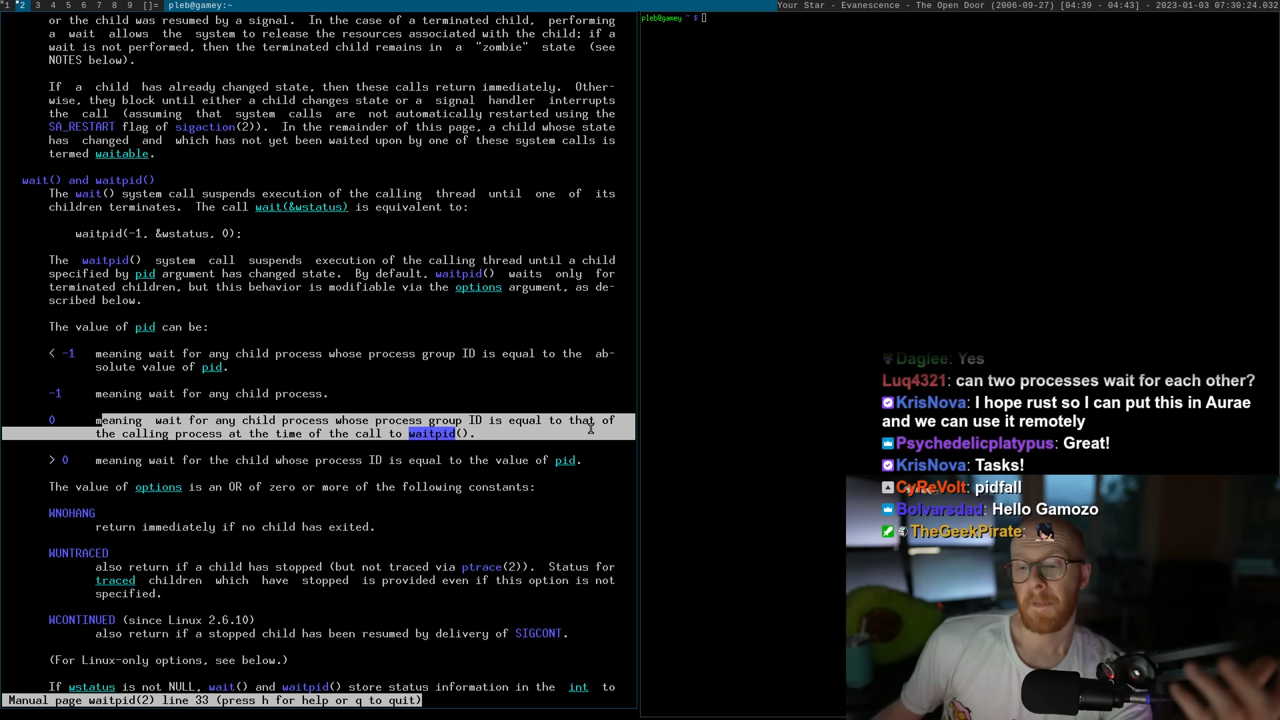 1 2 3 4 5 6 7 8 9 []= pleb@gamey:~
Your Star - Evanescence - The Open Door (2006-09-27) [04:39 - 04:43] - 2023-01-03 07:30:24.032
or the child was resumed by a signal. In the case of a terminated child, performing
a wait allows the system to release the resources associated with the child; if a
wait is not performed, then the terminated child remains in a "zombie" state (see
NOTES below).
If a child has already changed state, then these calls return immediately. Other-
wise, they block until either a child changes state or a signal handler interrupts
the call (assuming that system calls are not automatically restarted using the
SA_RESTART flag of sigaction(2)). In the remainder of this page, a child whose state
has changed and which has not yet been waited upon by one of these system calls is
termed waitable.
wait() and waitpid()
The wait() system call suspends execution of the calling thread until one of its
children terminates. The call wait(&wstatus) is equivalent to:
waitpid(-1, &wstatus, 0);
The waitpid() system call suspends execution of the calling thread until a child
specified by pid argument has changed state. By default, waitpid() waits only for
terminated children, but this behavior is modifiable via the options argument, as de-
scribed below.
The value of pid can be:
< -1 meaning wait for any child process whose process group ID is equal to the ab-
solute value of pid.
-1 meaning wait for any child process.
0 meaning wait for any child process whose process group ID is equal to that of
the calling process at the time of the call to waitpid().
> 0 meaning wait for the child whose process ID is equal to the value of pid.
The value of options is an OR of zero or more of the following constants:
WNOHANG
return immediately if no child has exited.
WUNTRACED
also return if a child has stopped (but not traced via ptrace(2)). Status for
traced children which have stopped is provided even if this option is not
specified.
WCONTINUED (since Linux 2.6.10)
also return if a stopped child has been resumed by delivery of SIGCONT.
(For Linux-only options, see below.)
If wstatus is not NULL, wait() and waitpid() store status information in the int to
Manual page waitpid(2) line 33 (press h for help or q to quit)
pleb@gamey ~ $
Daglee: Yes
Luq4321: can two processes wait for each other?
KrisNova: I hope rust so I can put this in Aurae
and we can use it remotely
Psychedelicplatypus: Great!
KrisNova: Tasks!
CyReVolt: pidfall
Bolvarsdad: Hello Gamozo
TheGeekPirate: